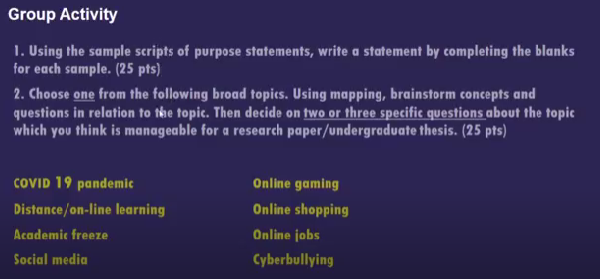 Group Activity
1. Using the sample scripts of purpose statements, write a statement by completing the blanks
for each sample. (25 pts)
2. Choose one from the following broad topics. Using mapping, brainstorm concepts and
questions in relation to the topic. Then decide on two or three specific questions about the topic
which you think is manageable for a research paper/undergraduate thesis. (25 pts)
COVID 19 pandemic
Distance/on-line learning
Academic freeze
Social media
Online gaming
Online shopping
Online jobs
Cyberbullying